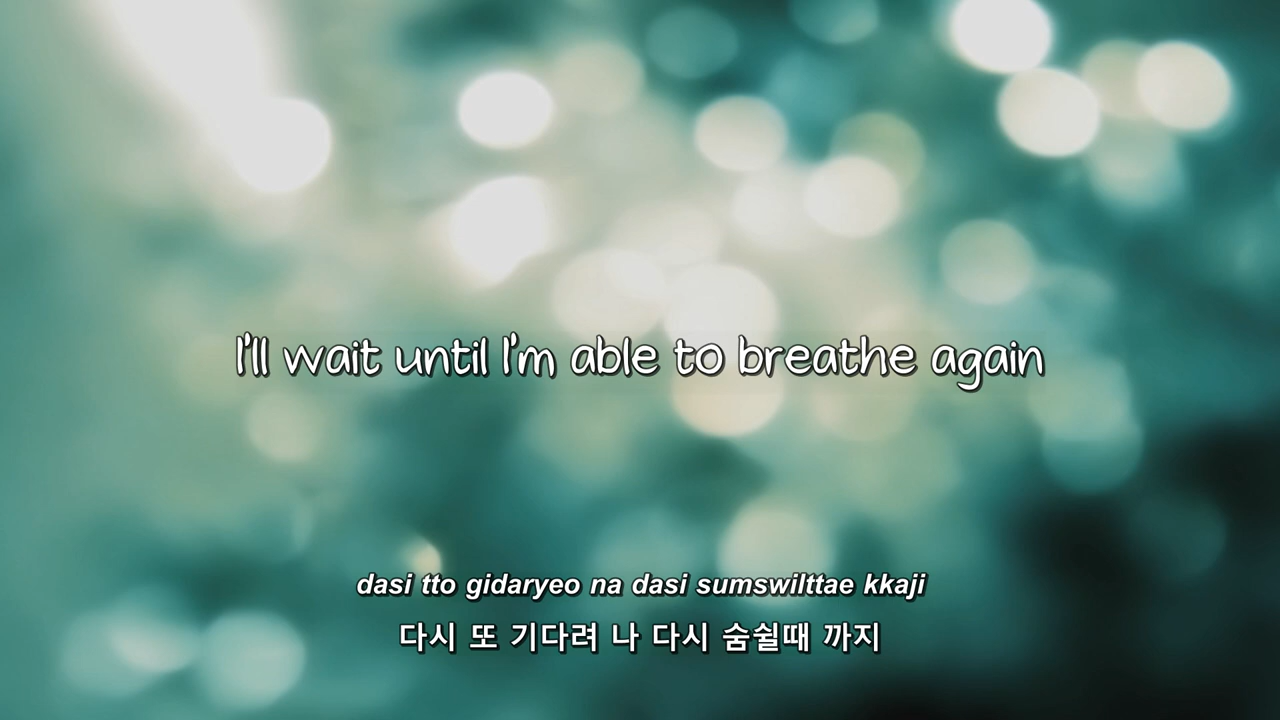 I'll wait until I'm able to breathe again
dasi tto gidaryeo na dasi sumswilttae kkaji
다시 또 기다려 나 다시 숨쉴때 까지